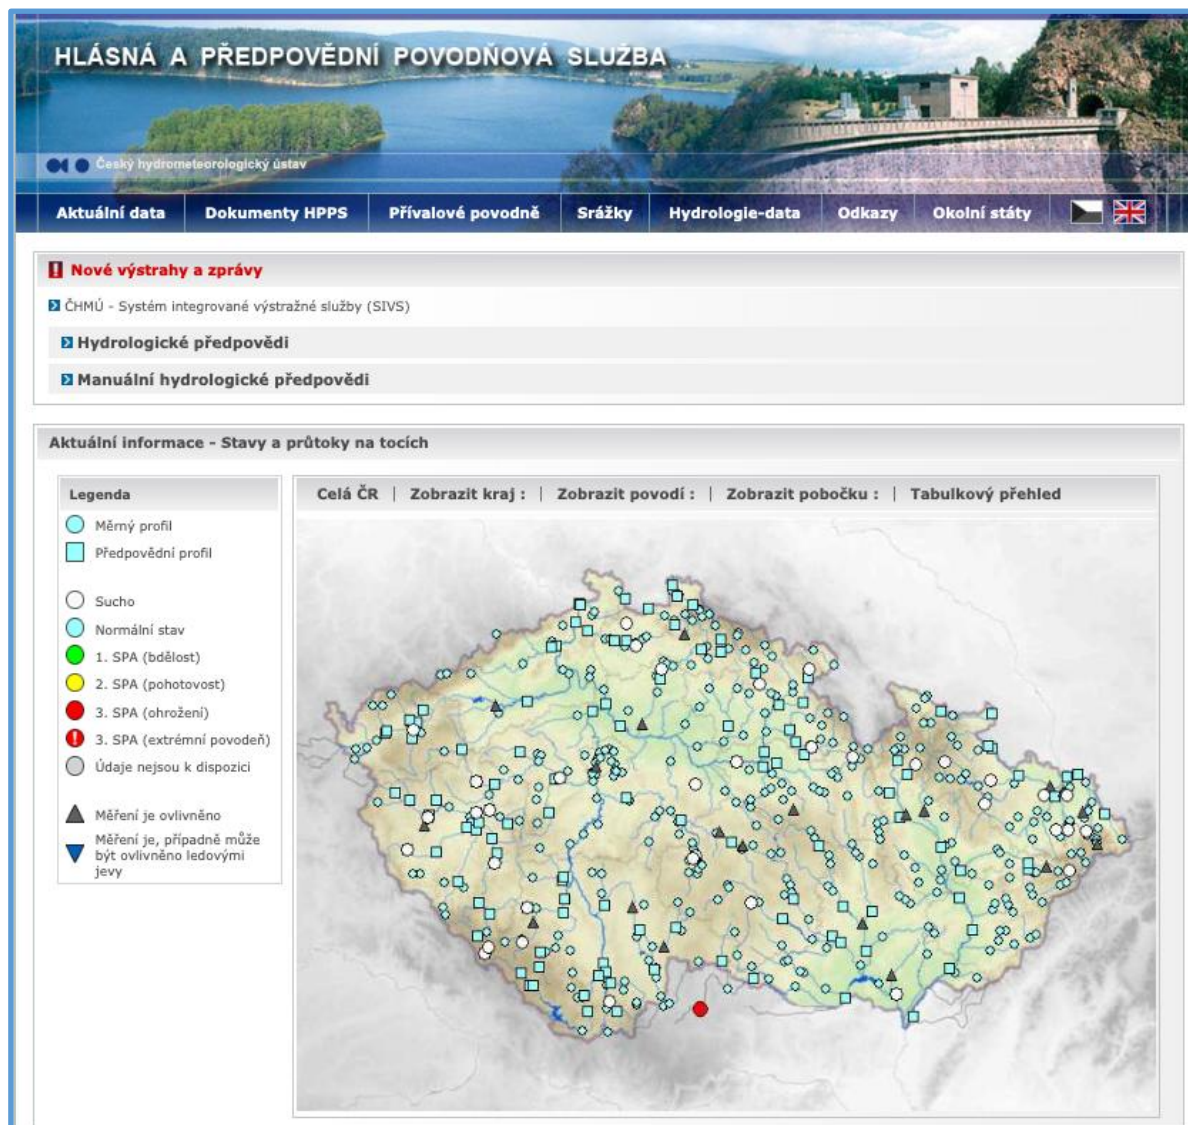 HLÁSNÁ A PŘEDPOVĚDNÍ POVODŇOVÁ SLUŽBA
Český hydrometeorologický ústav
Aktuální data Dokumenty HPPS Přívalové povodně Srážky Hydrologie-data Odkazy Okolní státy
Nové výstrahy a zprávy
ČHMÚ - Systém integrované výstražné služby (SIVS)
Hydrologické předpovědi
Manuální hydrologické předpovědi
Aktuální informace - Stavy a průtoky na tocích
Legenda
Měrný profil
Předpovědní profil
Sucho
Normální stav
1. SPA (bdělost)
2. SPA (pohotovost)
3. SPA (ohrožení)
3. SPA (extrémní povodeň)
Údaje nejsou k dispozici
Měření je ovlivněno
Měření je, případně může
být ovlivněno ledovými
jevy
Celá ČR | Zobrazit kraj : | Zobrazit povodí : | Zobrazit pobočku : | Tabulkový přehled